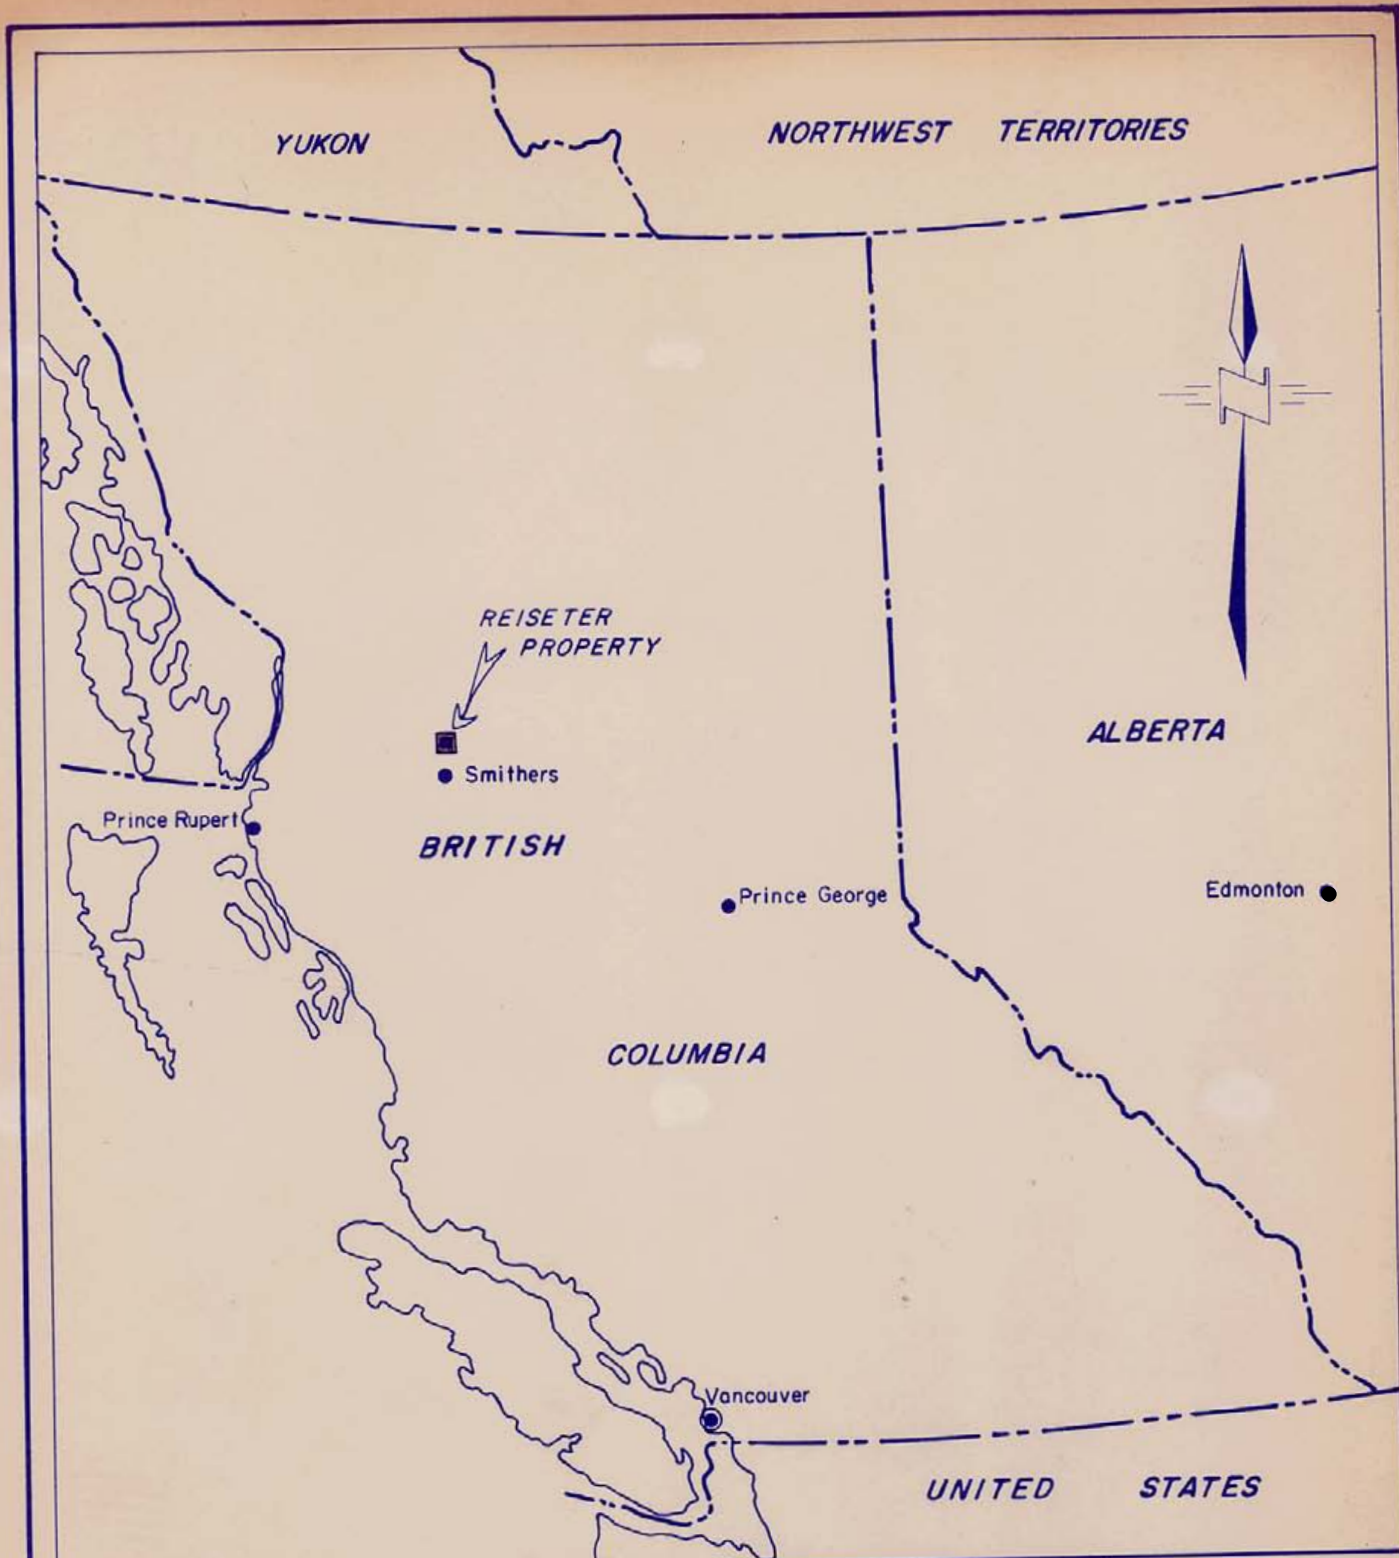 YUKON
NORTHWEST TERRITORIES
REISETER
PROPERTY
ALBERTA
Smithers
Prince Rupert
BRITISH
Prince George
Edmonton
COLUMBIA
Vancouver
UNITED STATES